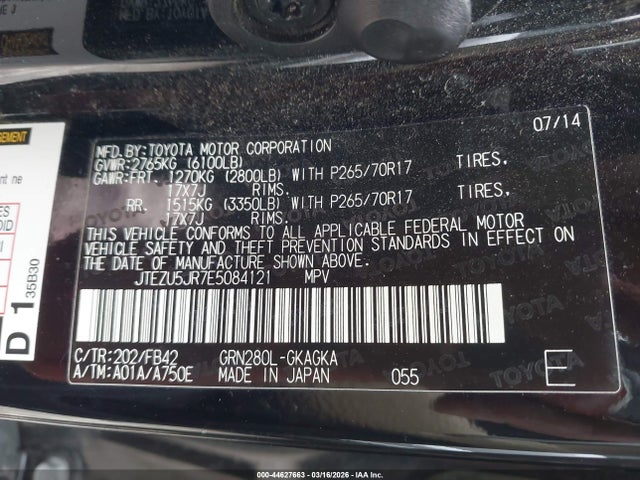 07/14
MFD. BY: TOYOTA MOTOR CORPORATION
GVWR: 2765KG (6100LB)
GAWR: FRT. 1270KG (2800LB) WITH P265/70R17 TIRES,
17x7J RIMS.
RR. 1515KG (3350LB) WITH P265/70R17 TIRES,
17x7J RIMS.
THIS VEHICLE CONFORMS TO ALL APPLICABLE FEDERAL MOTOR
VEHICLE SAFETY AND THEFT PREVENTION STANDARDS IN EFFECT ON
THE DATE OF MANUFACTURE SHOWN ABOVE.
JTEZU5JR7E5084121 MPV
C/TR: 202/FB42 GRN280L-GKAGKA
A/TM: A01A/A750E MADE IN JAPAN 055 E
D 1 35B30
000-44627663 - 03/16/2026 - IAA Inc.